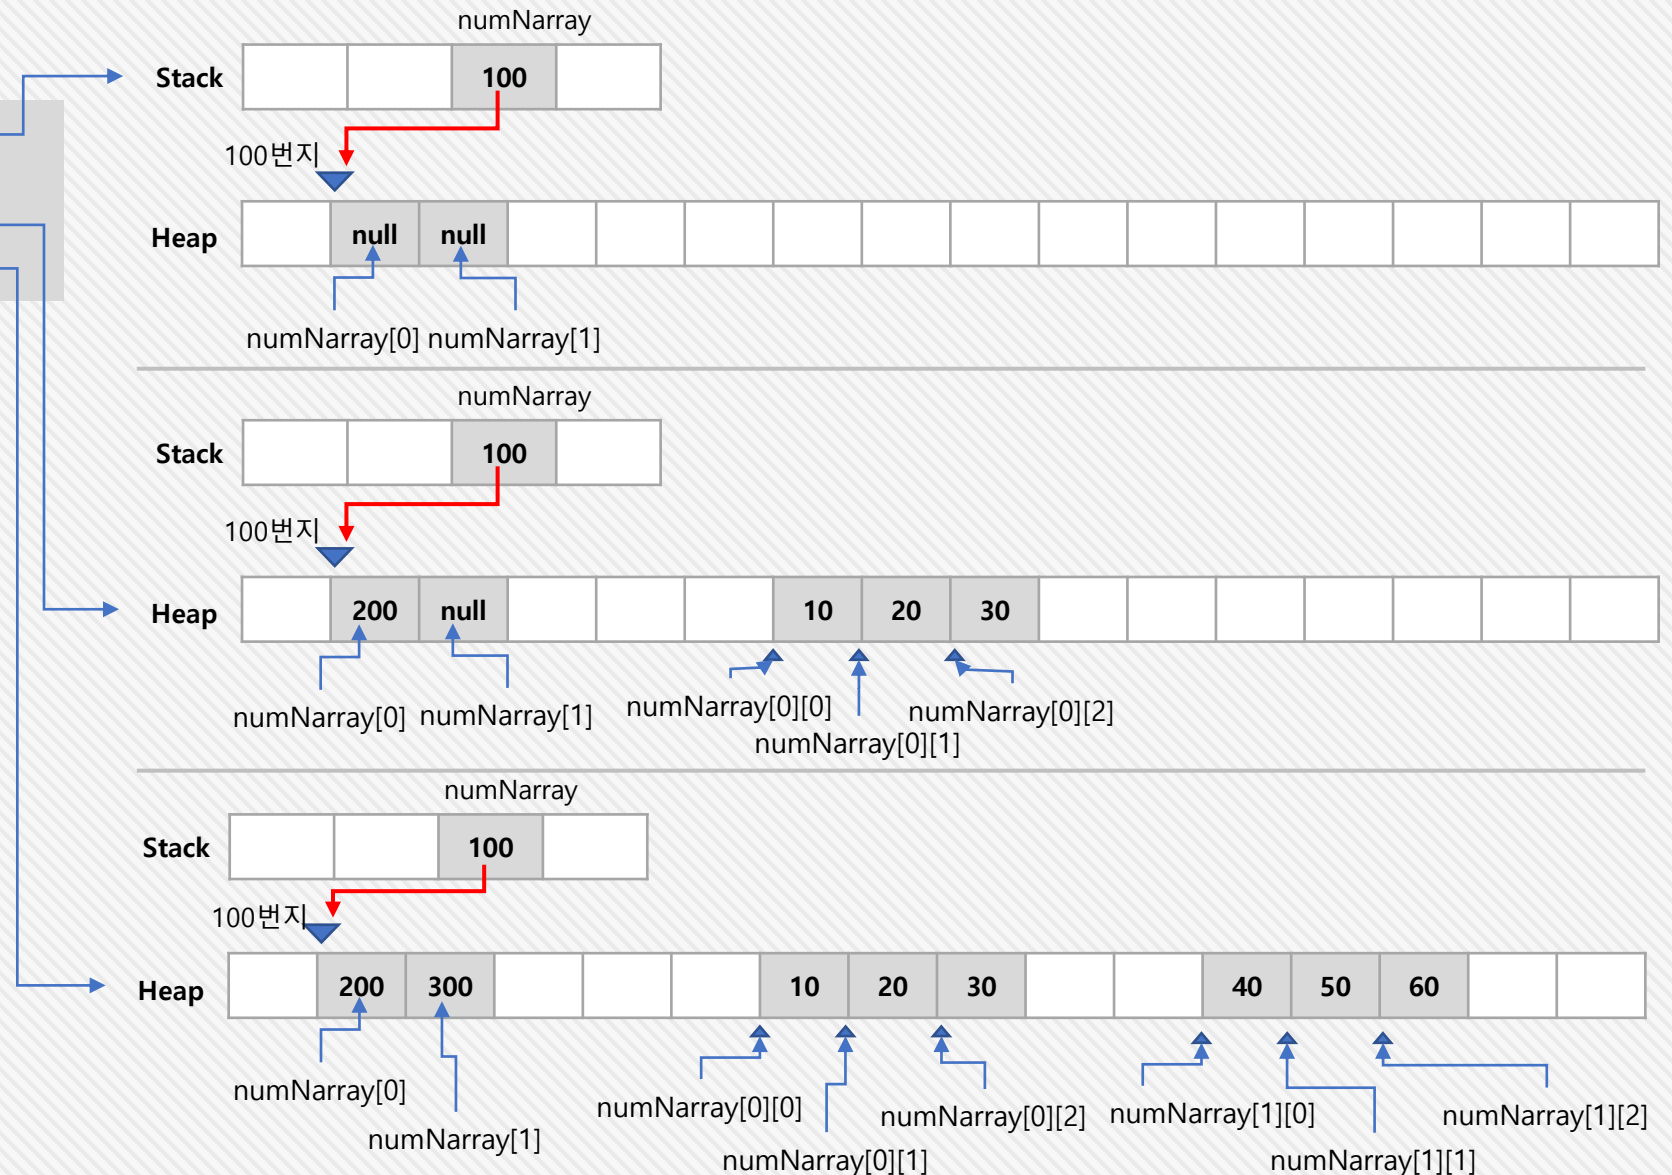 numNarray
Stack 100
100번지
Heap null null
numNarray[0] numNarray[1]
numNarray
Stack 100
100번지
Heap 200 null 10 20 30
numNarray[0] numNarray[1] numNarray[0][0] numNarray[0][2]
numNarray[0][1]
numNarray
Stack 100
100번지
Heap 200 300 10 20 30 40 50 60
numNarray[0] numNarray[0][0] numNarray[0][2] numNarray[1][0] numNarray[1][2]
numNarray[1] numNarray[0][1] numNarray[1][1]